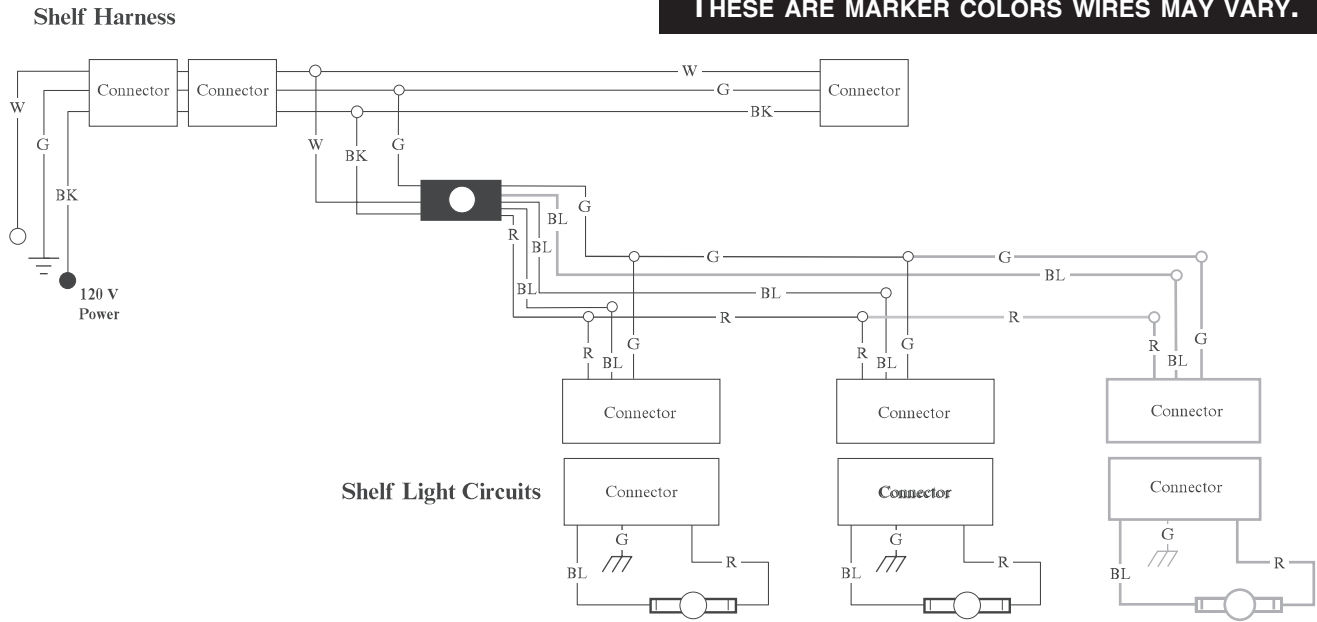 THESE ARE MARKER COLORS WIRES MAY VARY.
Shelf Harness
Connector
Connector
Connector
W
G
BK
W
G
BK
W
BK
G
120 V
Power
G
BL
BL
BL
R
G
G
BL
BL
R
R
R
BL
G
R
BL
G
R
BL
G
Connector
Connector
Connector
Shelf Light Circuits
Connector
Connector
Connector
BL
G
R
BL
G
R
BL
G
R